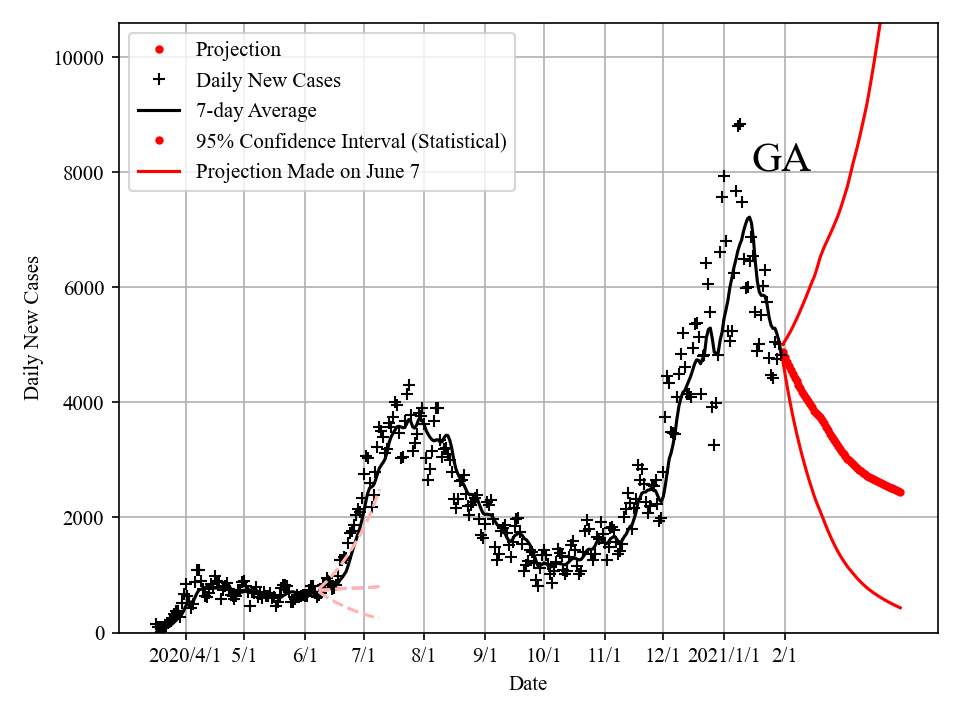 Projection
Daily New Cases
7-day Average
95% Confidence Interval (Statistical)
Projection Made on June 7
GA
10000
8000
6000
4000
2000
0
Daily New Cases
2020/4/1 5/1 6/1 7/1 8/1 9/1 10/1 11/1 12/1 2021/1/1 2/1
Date